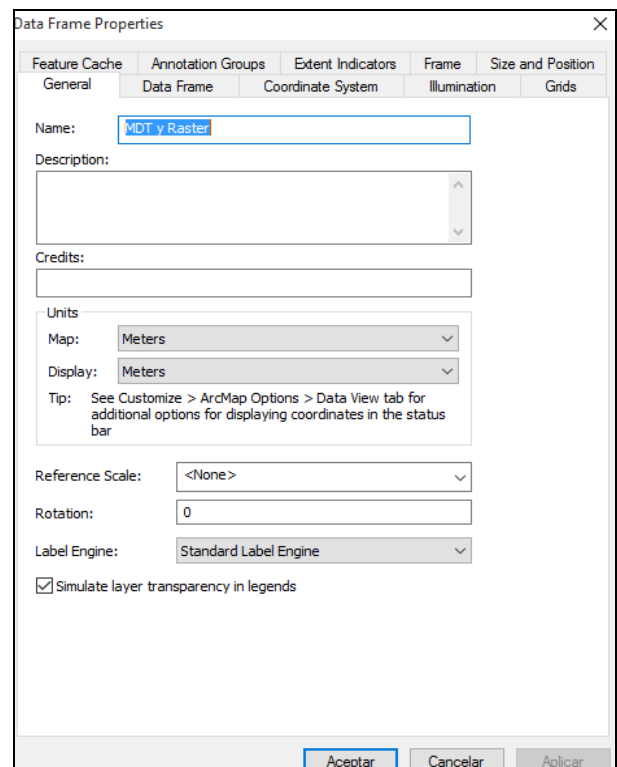 Data Frame Properties
Feature Cache Annotation Groups Extent Indicators Frame Size and Position
General Data Frame Coordinate System Illumination Grids
Name: MDT y Raster
Description:
Credits:
Units
Map: Meters
Display: Meters
Tip: See Customize > ArcMap Options > Data View tab for
additional options for displaying coordinates in the status
bar
Reference Scale: <None>
Rotation: 0
Label Engine: Standard Label Engine
Simulate layer transparency in legends
Aceptar Cancelar Aplicar